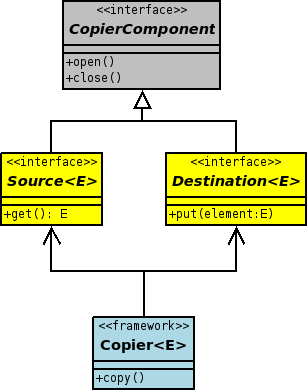 <<interface>>
CopierComponent
+open()
+close()
<<interface>>
Source<E>
+get(): E
<<interface>>
Destination<E>
+put(element:E)
<<framework>>
Copier<E>
+copy()